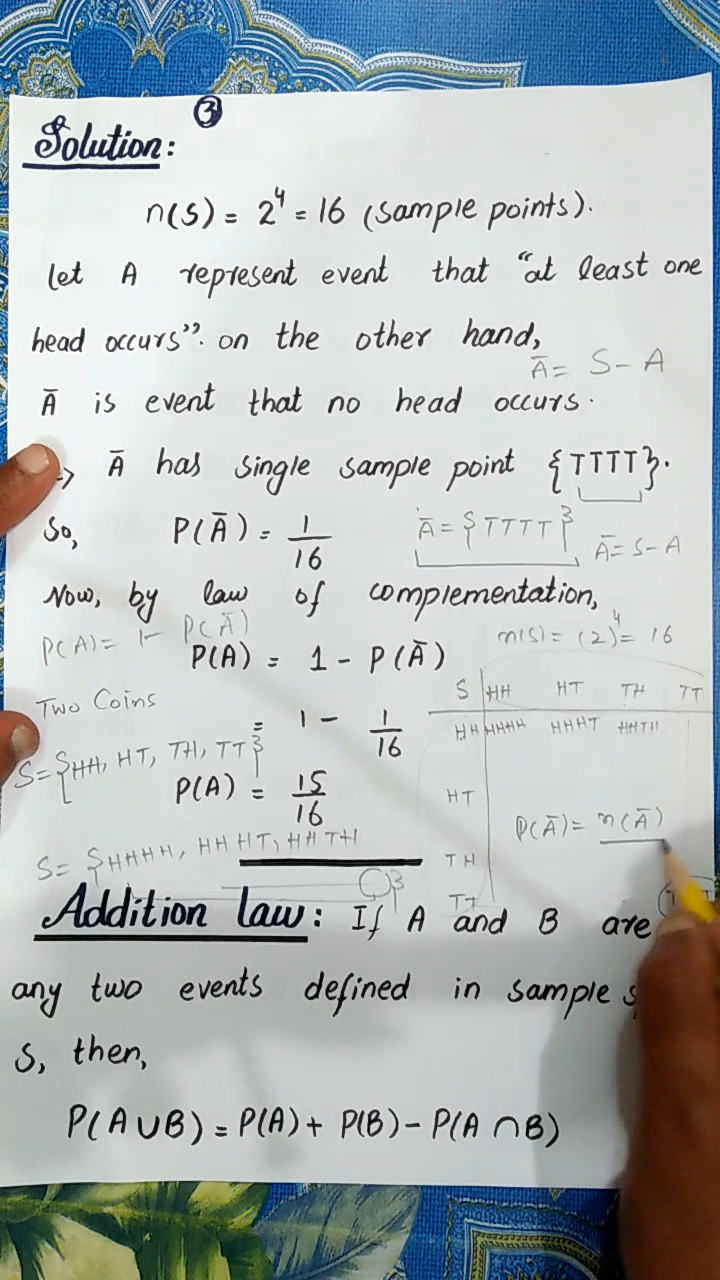 ③
Solution:
n(S) = 2⁴ = 16 (sample points).
let A represent event that "at least one
head occurs". on the other hand,
Ā = S - A
Ā is event that no head occurs.
⇒ Ā has single sample point {TTTT}.
So, P(Ā) = 1/16
Ā = {TTTT}
Ā = S - A
Now, by law of complementation,
P(A) = 1 - P(Ā)
n(S) = (2)⁴ = 16
P(A) = 1 - P(Ā)
S HH HT TH TT
Two Coins
HH HHHH HHHT HHTH
= 1 - 1/16
S = {HH, HT, TH, TT}
P(A) = 15/16
HT
P(Ā) = n(Ā)
S = {HHHH, HHHT, HHTH
}
TH
TT
Addition law: If A and B are
any two events defined in sample
S, then,
P(A∪B) = P(A) + P(B) - P(A ∩ B)